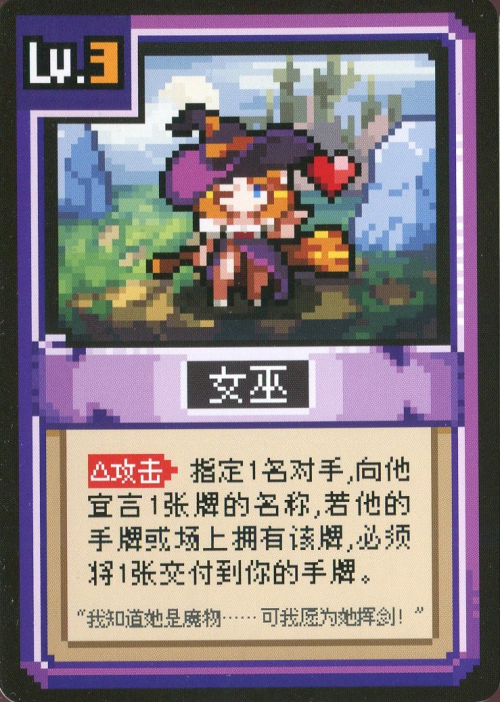 Lv.3
女巫
△攻击 指定1名对手,向他
宣言1张牌的名称,若他的
手牌或场上拥有该牌,必须
将1张交付到你的手牌。
“我知道她是魔物……可我愿为她挥剑！”